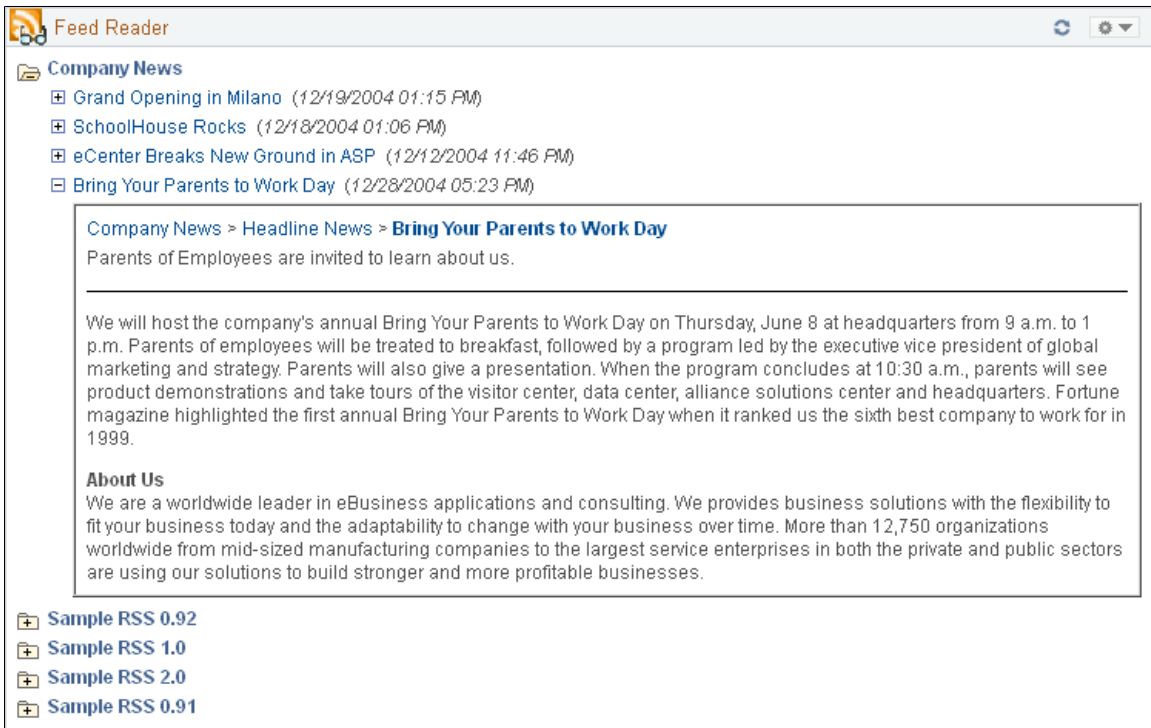 Feed Reader
Company News
Grand Opening in Milano (12/19/2004 01:15 PM)
SchoolHouse Rocks (12/18/2004 01:06 PM)
eCenter Breaks New Ground in ASP (12/12/2004 11:46 PM)
Bring Your Parents to Work Day (12/28/2004 05:23 PM)
Company News > Headline News > Bring Your Parents to Work Day
Parents of Employees are invited to learn about us.
We will host the company's annual Bring Your Parents to Work Day on Thursday, June 8 at headquarters from 9 a.m. to 1
p.m. Parents of employees will be treated to breakfast, followed by a program led by the executive vice president of global
marketing and strategy. Parents will also give a presentation. When the program concludes at 10:30 a.m., parents will see
product demonstrations and take tours of the visitor center, data center, alliance solutions center and headquarters. Fortune
magazine highlighted the first annual Bring Your Parents to Work Day when it ranked us the sixth best company to work for in
1999.
About Us
We are a worldwide leader in eBusiness applications and consulting. We provides business solutions with the flexibility to
fit your business today and the adaptability to change with your business over time. More than 12,750 organizations
worldwide from mid-sized manufacturing companies to the largest service enterprises in both the private and public sectors
are using our solutions to build stronger and more profitable businesses.
Sample RSS 0.92
Sample RSS 1.0
Sample RSS 2.0
Sample RSS 0.91